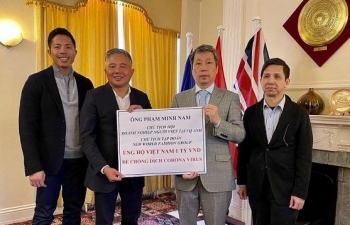 ÔNG PHẠM MINH NAM
CHỦ TỊCH HỘI
DOANH NGHIỆP NGƯỜI VIỆT TẠI VQ ANH
CHỦ TỊCH TẬP ĐOÀN
NEW WORLD FASHION GROUP
ỦNG HỘ VIỆT NAM 1 TỶ VND
ĐỂ CHỐNG DỊCH CORONA VIRUS